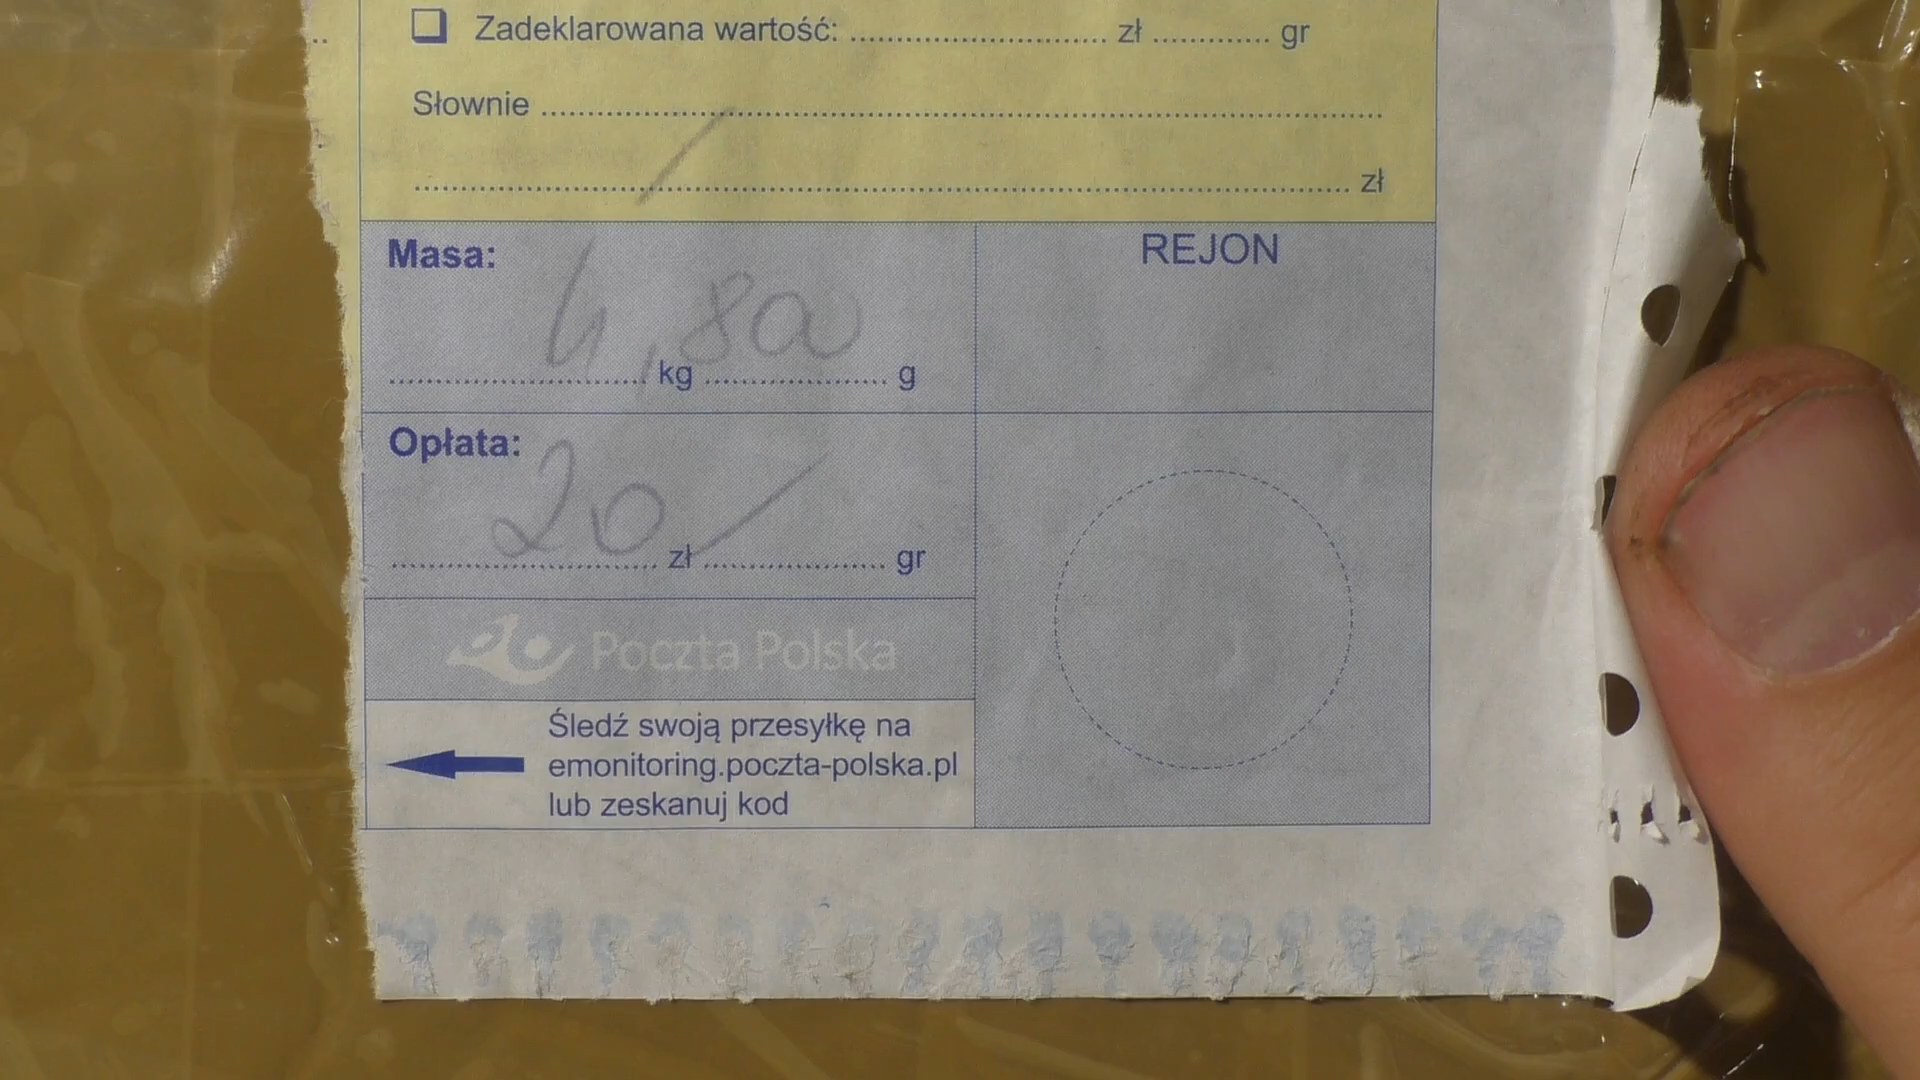 Zadeklarowana wartość: .................................. zł ............. gr
Słownie ....................................................................................
............................................................................................ zł
Masa:
4,800
.............................. kg ..................... g
REJON
Opłata:
20
.............................. zł ..................... gr
Poczta Polska
Śledź swoją przesyłkę na
emonitoring.poczta-polska.pl
lub zeskanuj kod